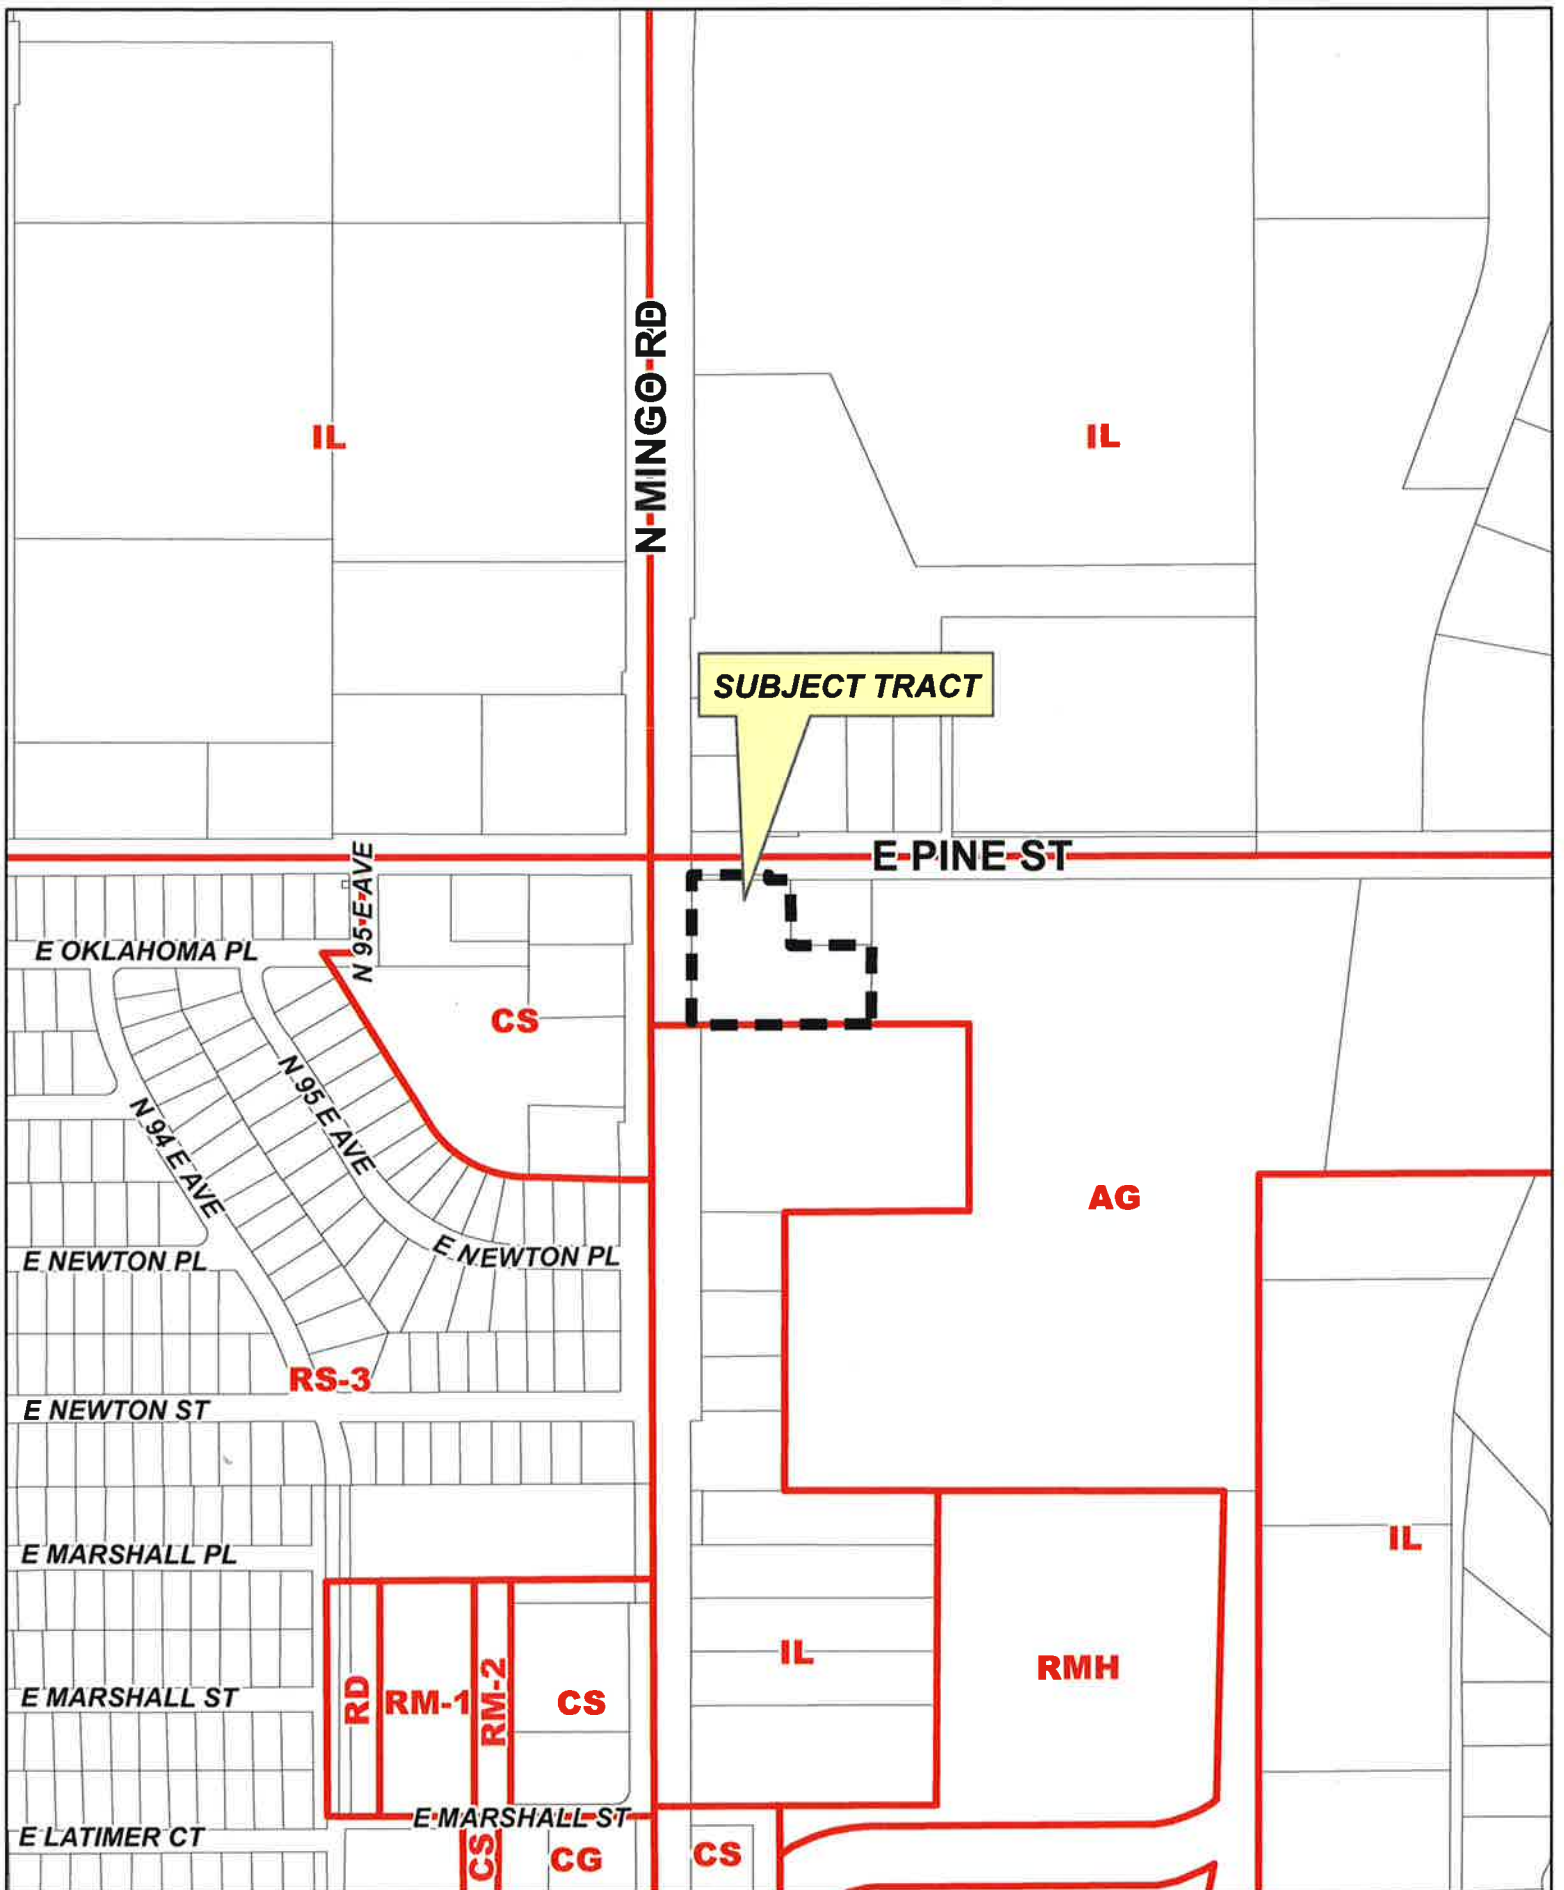 N MINGO RD
IL
IL
SUBJECT TRACT
E PINE ST
N 95 E AVE
E OKLAHOMA PL
CS
N 95 E AVE
N 94 E AVE
AG
E NEWTON PL
E NEWTON PL
RS-3
E NEWTON ST
IL
E MARSHALL PL
IL
RMH
E MARSHALL ST
RD
RM-1
RM-2
CS
E MARSHALL ST
E LATIMER CT
CS
CG
CS